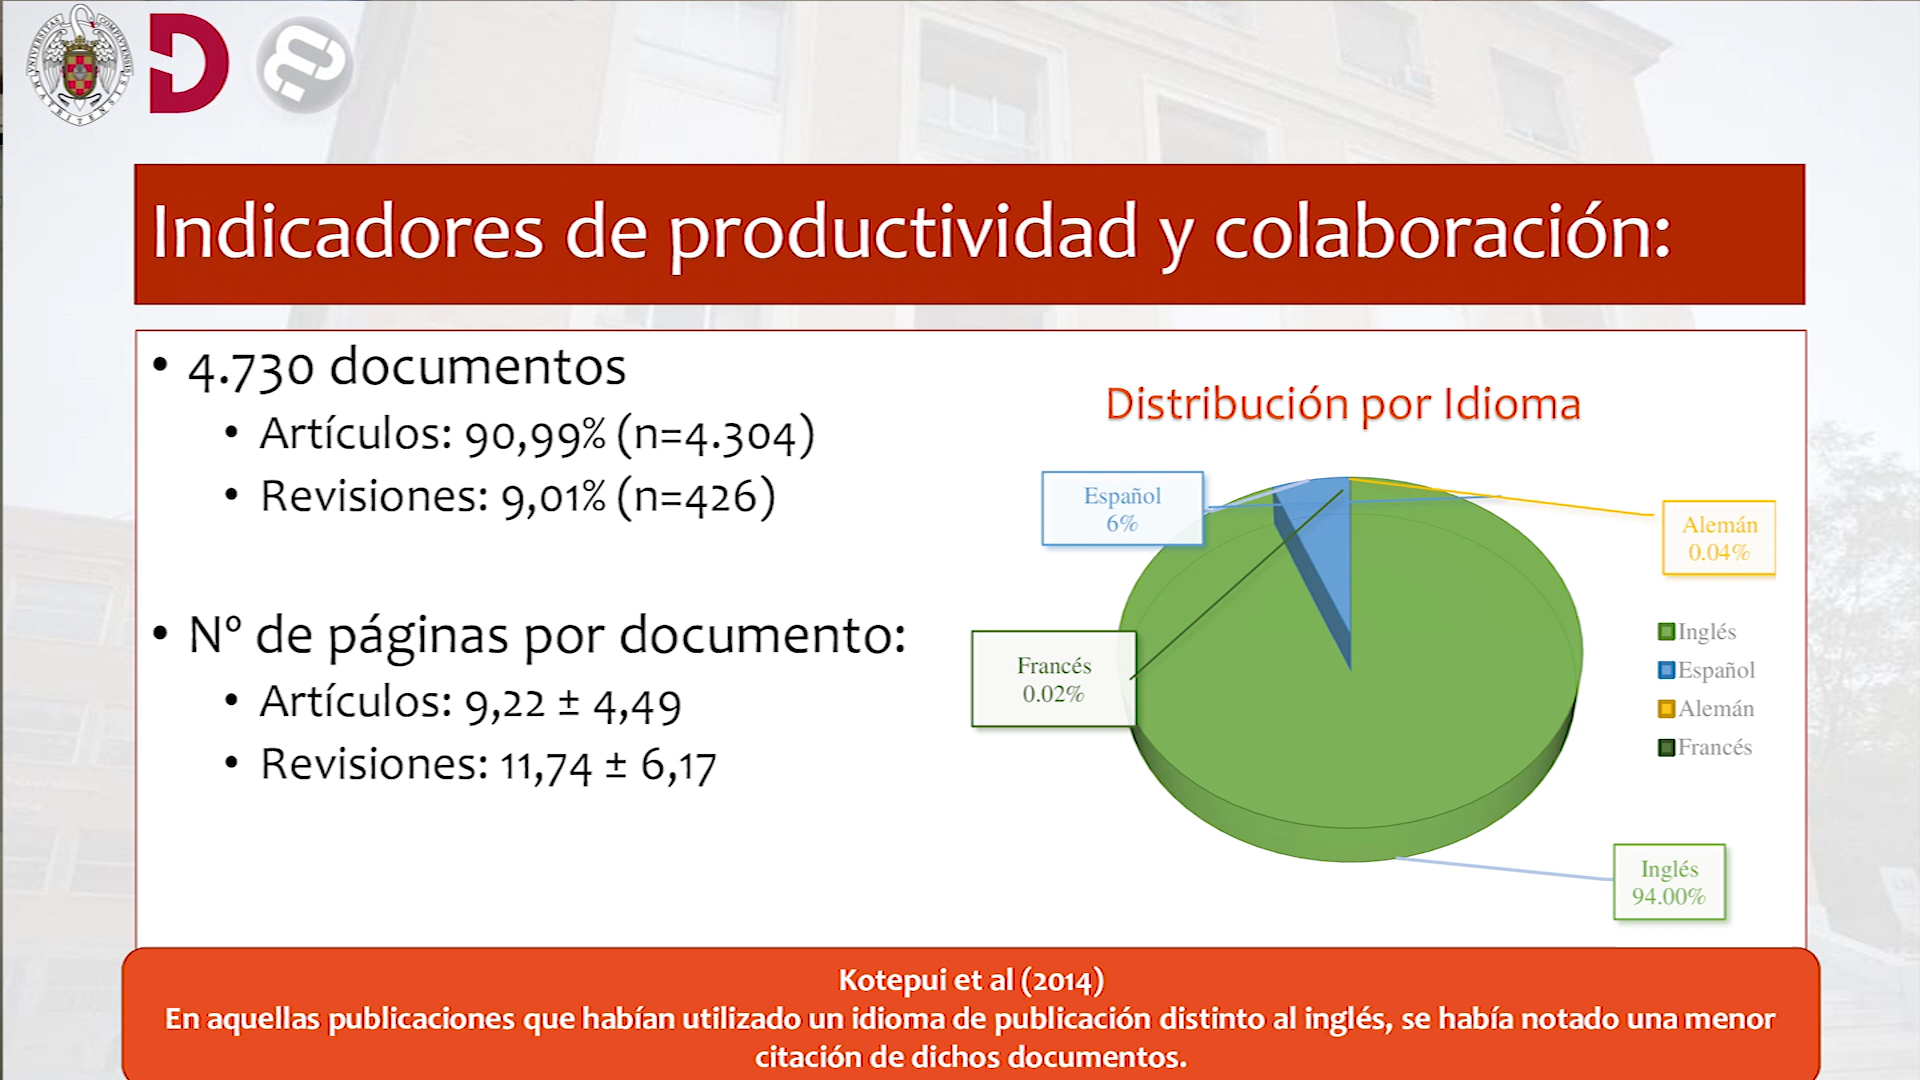 Indicadores de productividad y colaboración:
• 4.730 documentos
• Artículos: 90,99% (n=4.304)
• Revisiones: 9,01% (n=426)
• Nº de páginas por documento:
• Artículos: 9,22 ± 4,49
• Revisiones: 11,74 ± 6,17
Distribución por Idioma
Español
6%
Alemán
0.04%
Francés
0.02%
Inglés
Español
Alemán
Francés
Inglés
94.00%
Kotepui et al (2014)
En aquellas publicaciones que habían utilizado un idioma de publicación distinto al inglés, se había notado una menor
citación de dichos documentos.